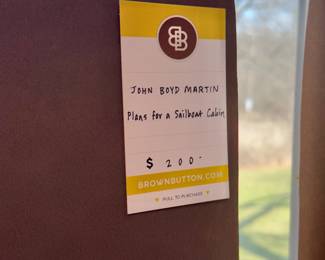 BB
JOHN BOYD MARTIN
Plans for a Sailboat Cabin
$ 200-
BROWNBUTTON.COM
PULL TO PURCHASE